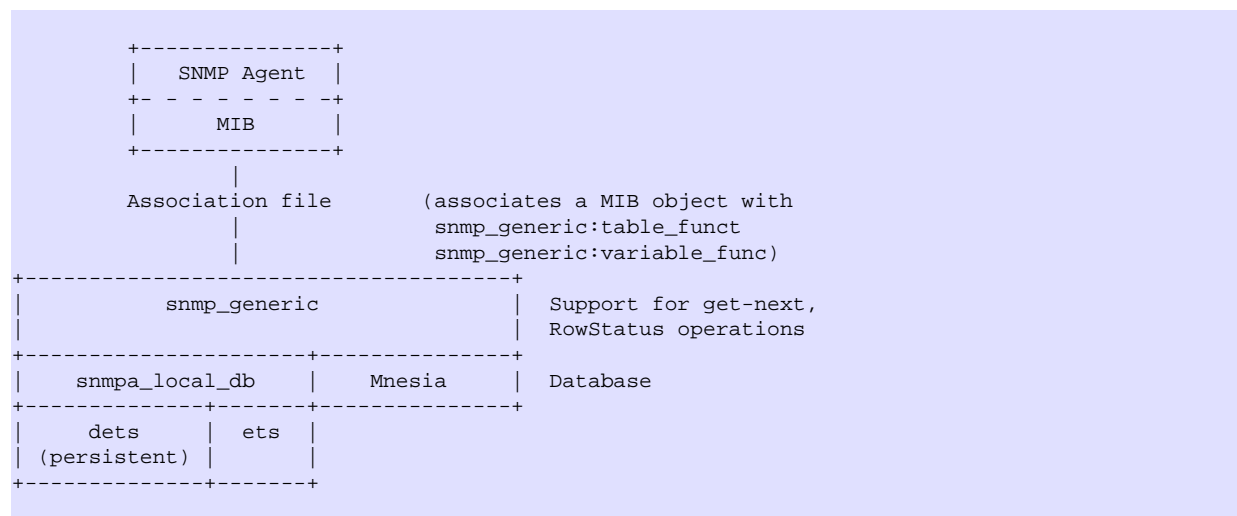 SNMP Agent
MIB
Association file (associates a MIB object with
snmp_generic:table_funct
snmp_generic:variable_func)
snmp_generic Support for get-next,
RowStatus operations
snmpa_local_db Mnesia Database
dets ets
(persistent)